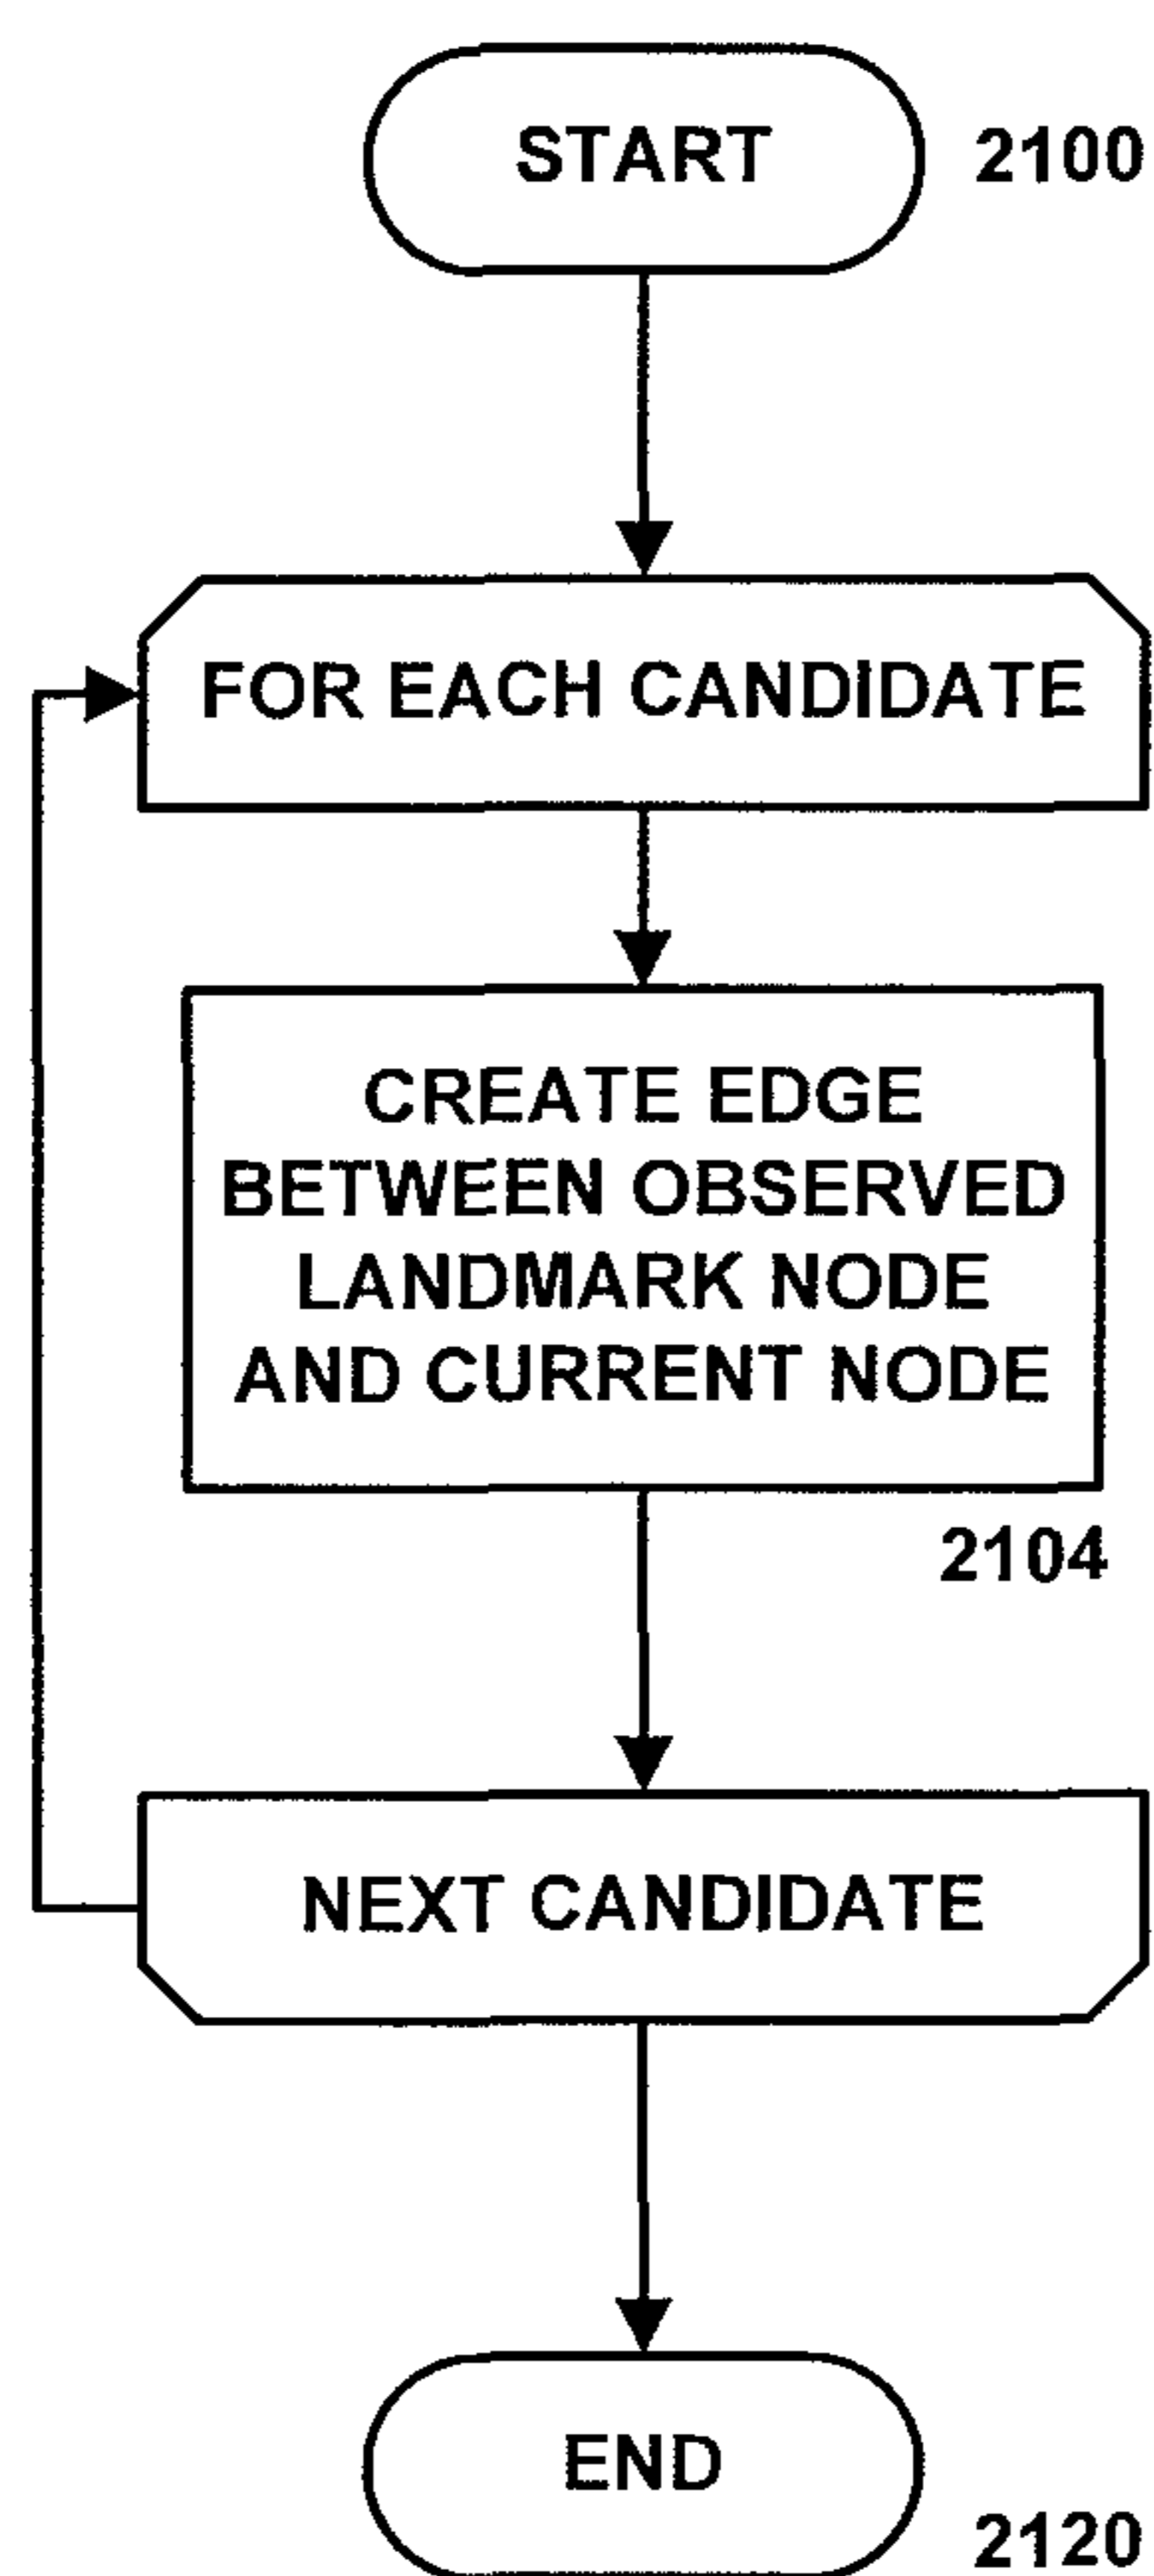 START
2100
FOR EACH CANDIDATE
CREATE EDGE
BETWEEN OBSERVED
LANDMARK NODE
AND CURRENT NODE
2104
NEXT CANDIDATE
END
2120